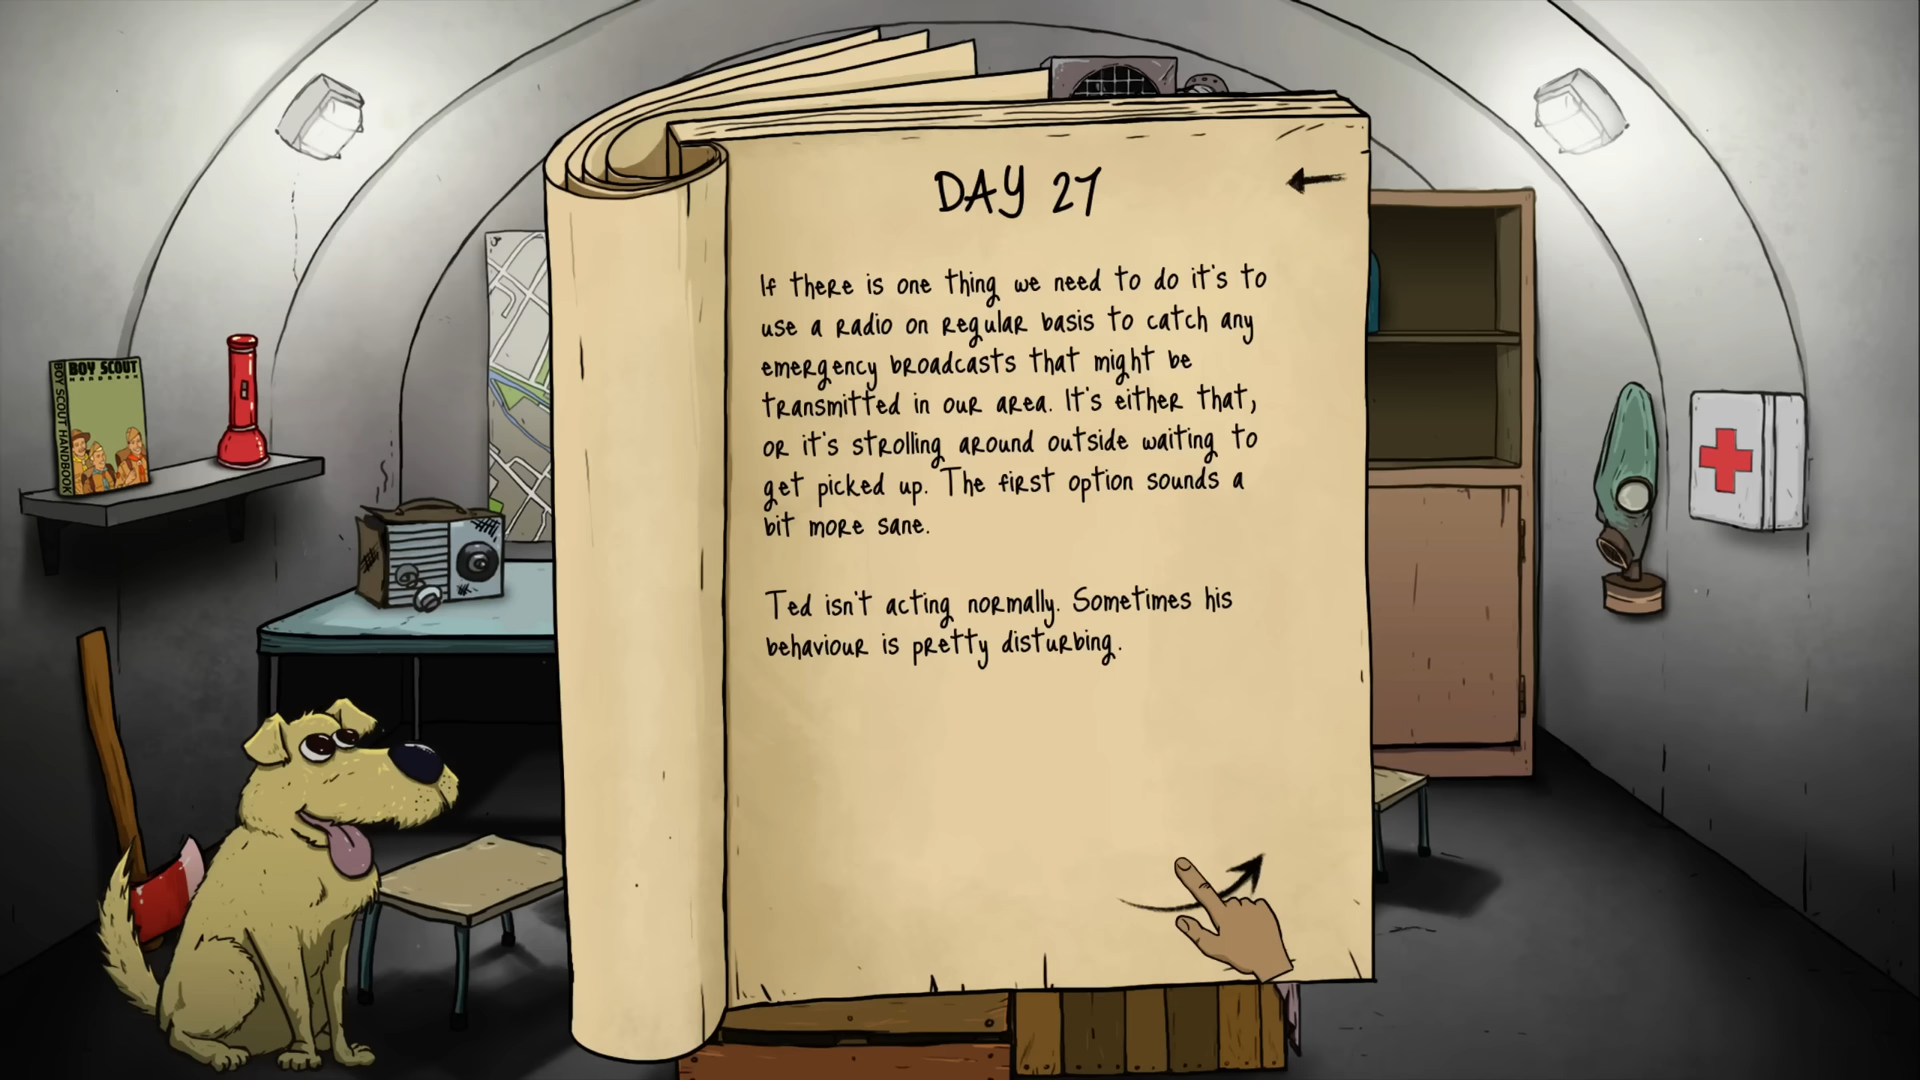 BOY SCOUT
HANDBOOK
BOY SCOUT HANDBOOK
DAY 27
If there is one thing we need to do it's to
use a radio on regular basis to catch any
emergency broadcasts that might be
transmitted in our area. It's either that,
or it's strolling around outside waiting to
get picked up. The first option sounds a
bit more sane.
Ted isn't acting normally. Sometimes his
behaviour is pretty disturbing.